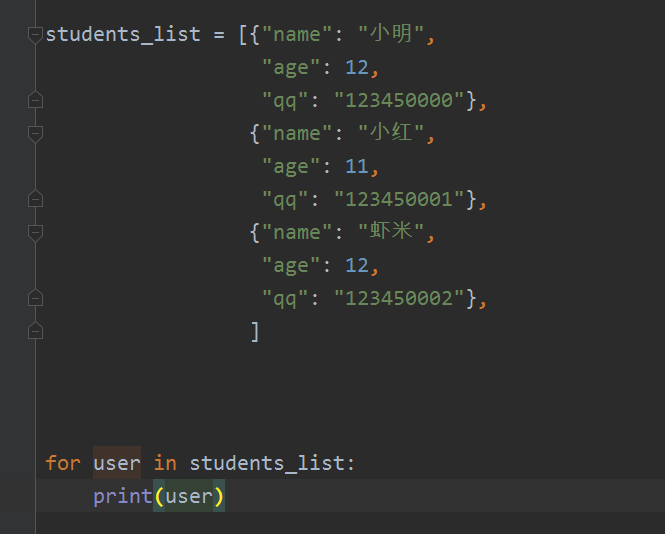 students_list = [{"name": "小明",
"age": 12,
"qq": "123450000"},
{"name": "小红",
"age": 11,
"qq": "123450001"},
{"name": "虾米",
"age": 12,
"qq": "123450002"},
]
for user in students_list:
print(user)